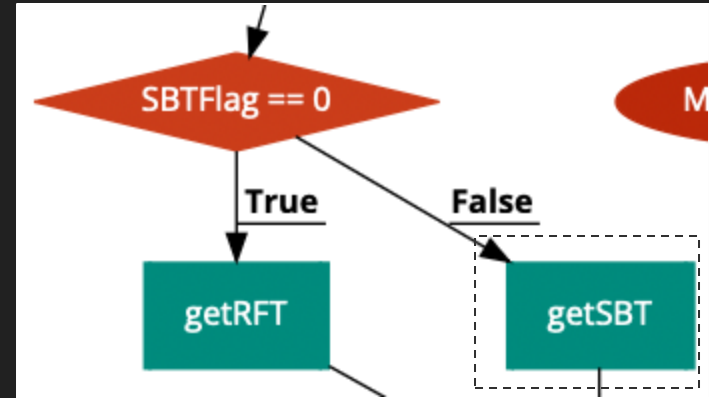 SBTFlag == 0
M
True
False
getRFT
getSBT